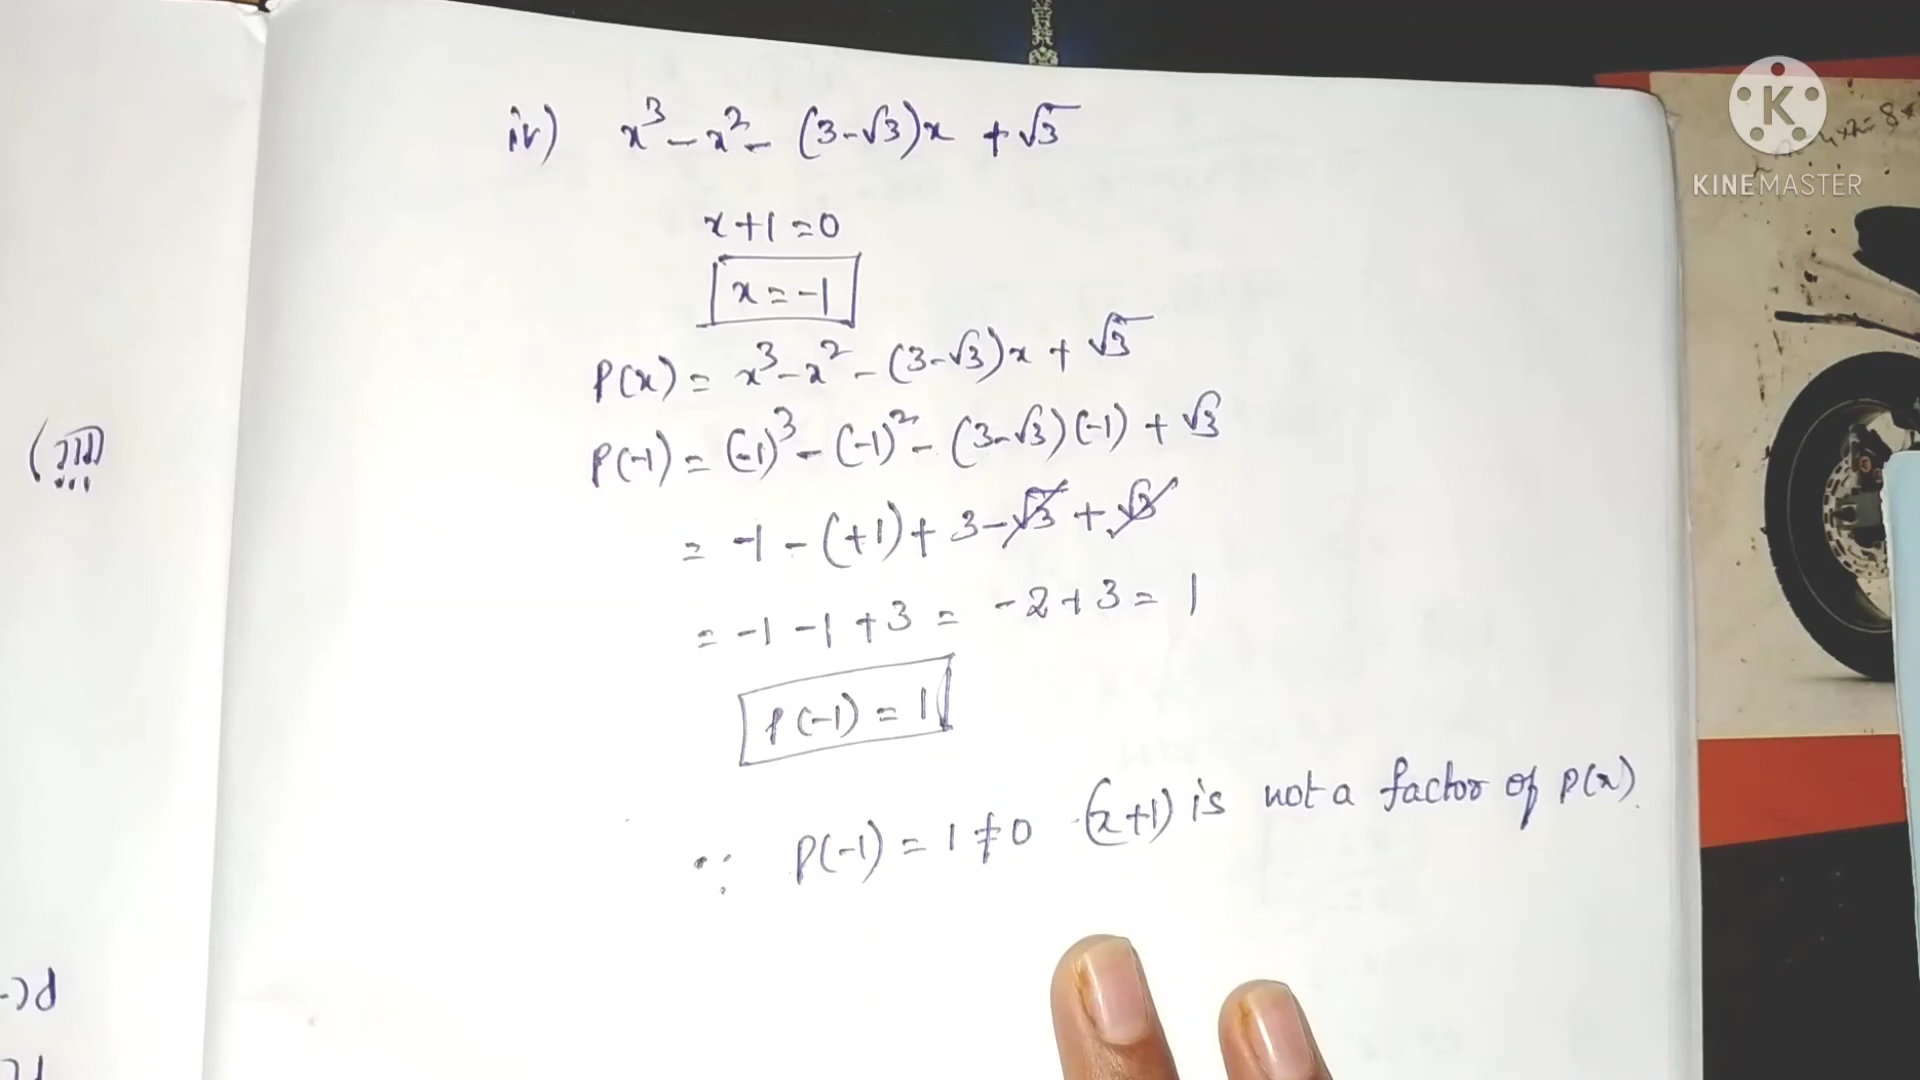 iv) x³ - x² - (3-√3)x + √3
x+1=0
x=-1
P(x) = x³ - x² - (3-√3)x + √3
P(-1) = (-1)³ - (-1)² - (3-√3)(-1) + √3
= -1 - (+1) + 3 - √3 + √3
= -1 -1 +3 = -2+3 = 1
P(-1) = 1
∵ P(-1) = 1 ≠ 0 (x+1) is not a factor of P(x).
K
KINEMASTER